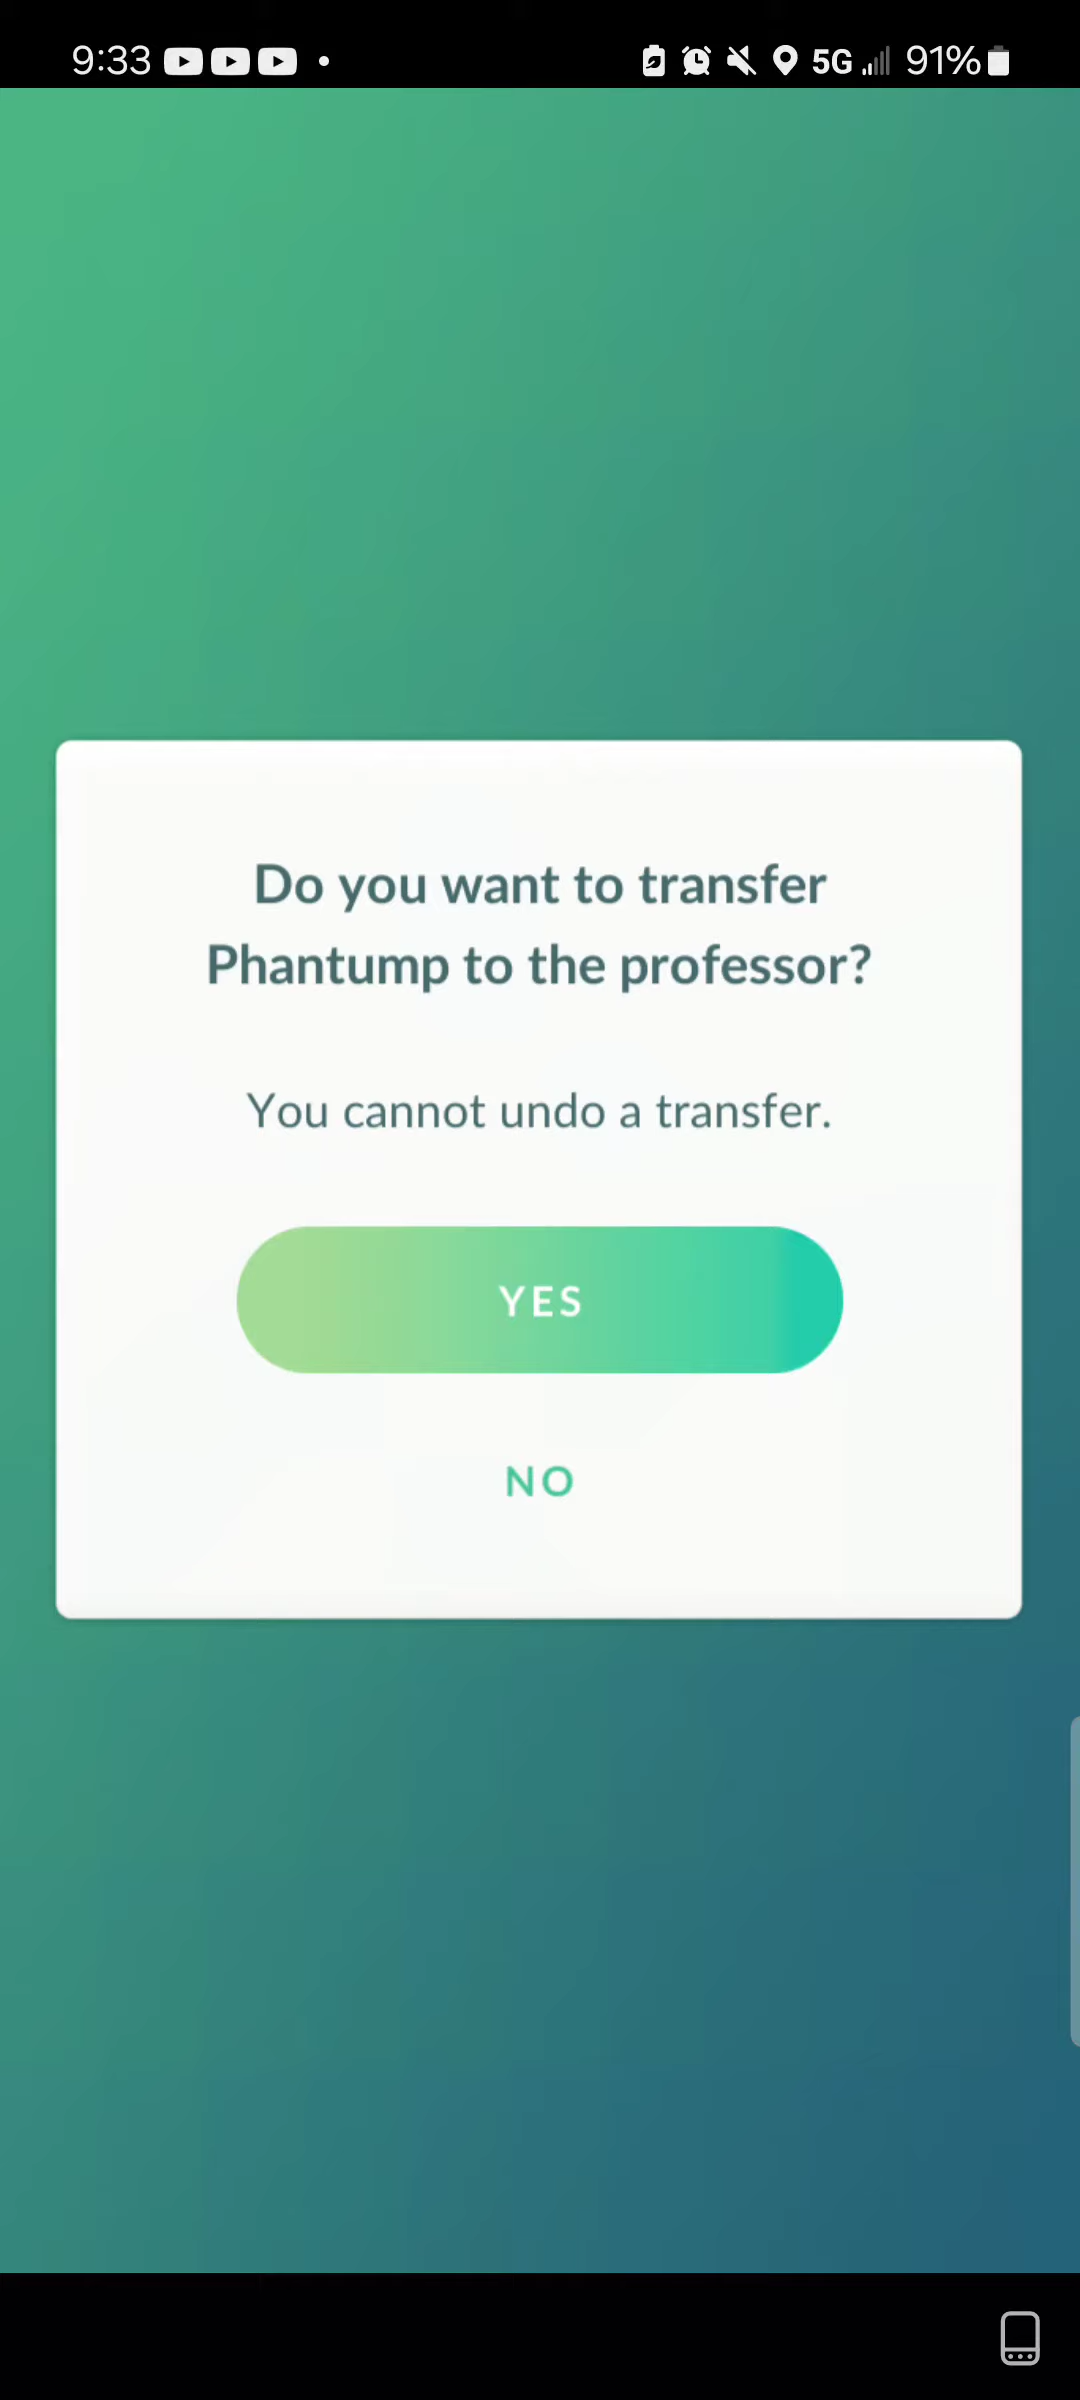 9:33 5G 91%
Do you want to transfer
Phantump to the professor?
You cannot undo a transfer.
YES
NO